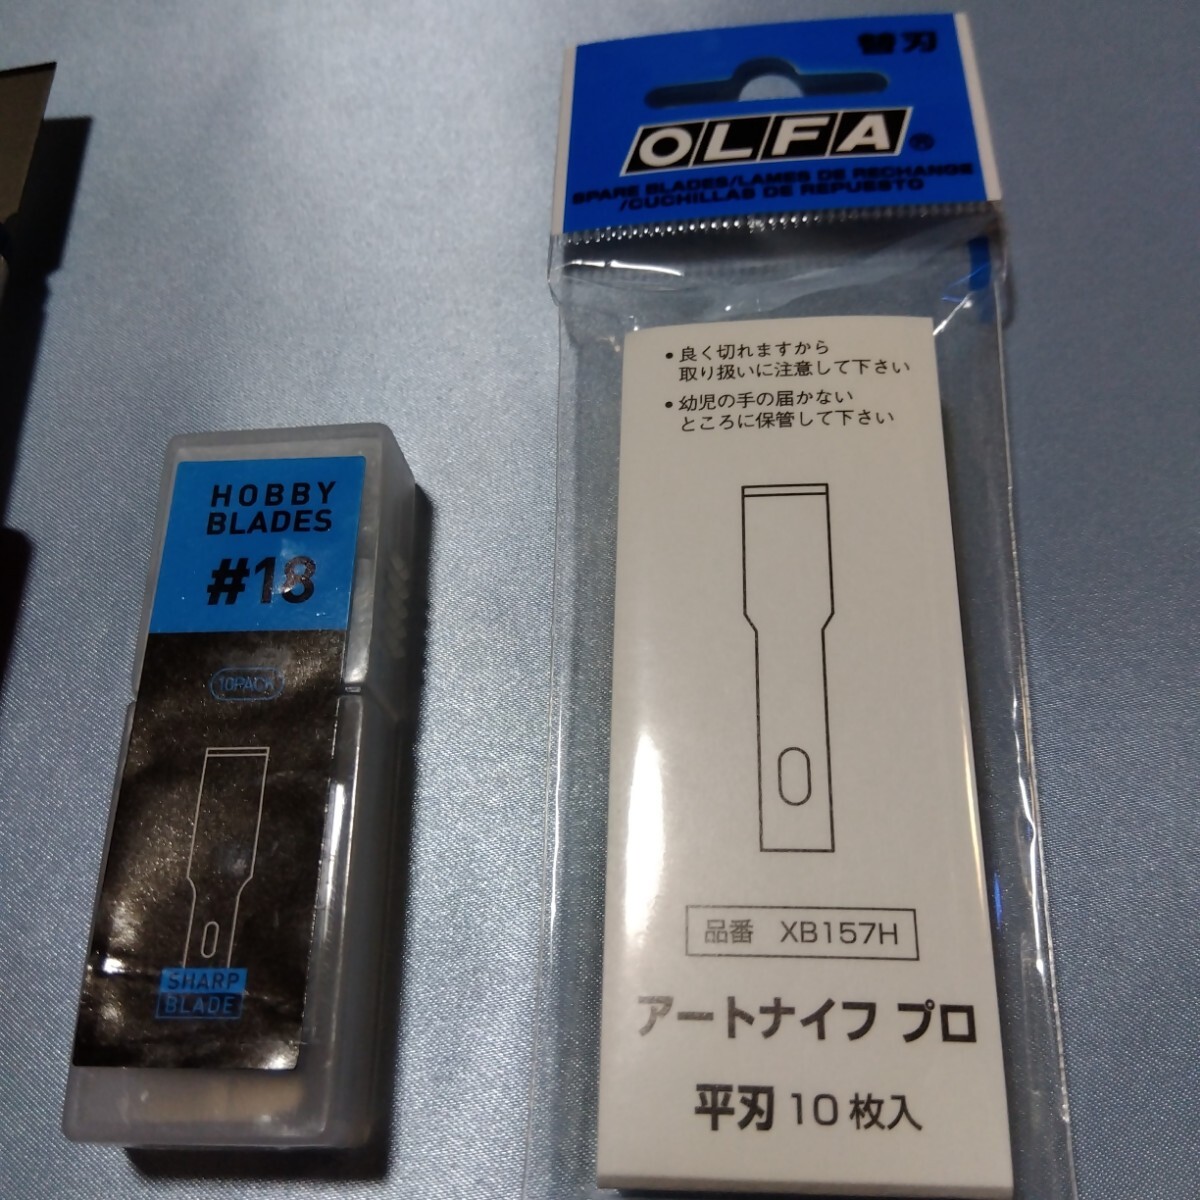 HOBBY
BLADES
#18
10PACK
SHARP
BLADE
替刃
OLFA®
SPARE BLADES/LAMES DE RECHANGE
/CUCHILLAS DE REPUESTO
• 良く切れますから
取り扱いに注意して下さい
• 幼児の手の届かない
ところに保管して下さい
品番 XB157H
アートナイフ プロ
平刃 10枚入